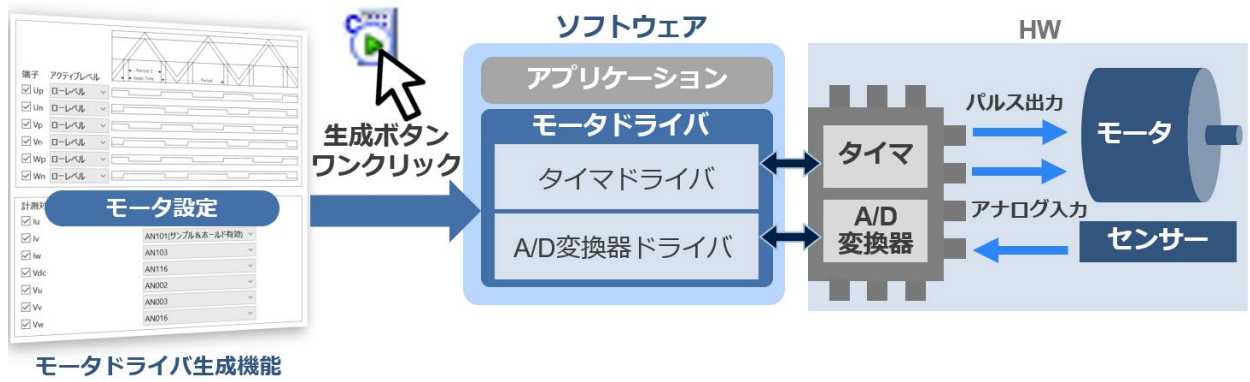 端子 アクティブレベル
Period/2
Dead Time
Period
Up ローレベル
Un ローレベル
Vp ローレベル
Vn ローレベル
Wp ローレベル
Wn ローレベル
計測対
モータ設定
Iu
Iv AN101(サンプル&ホールド有効)
Iw AN103
Vdc AN116
Vu AN002
Vv AN003
Vw AN016
モータドライバ生成機能
生成ボタン
ワンクリック
ソフトウェア
アプリケーション
モータドライバ
タイマドライバ
A/D変換器ドライバ
HW
タイマ
A/D
変換器
パルス出力
アナログ入力
モータ
センサー